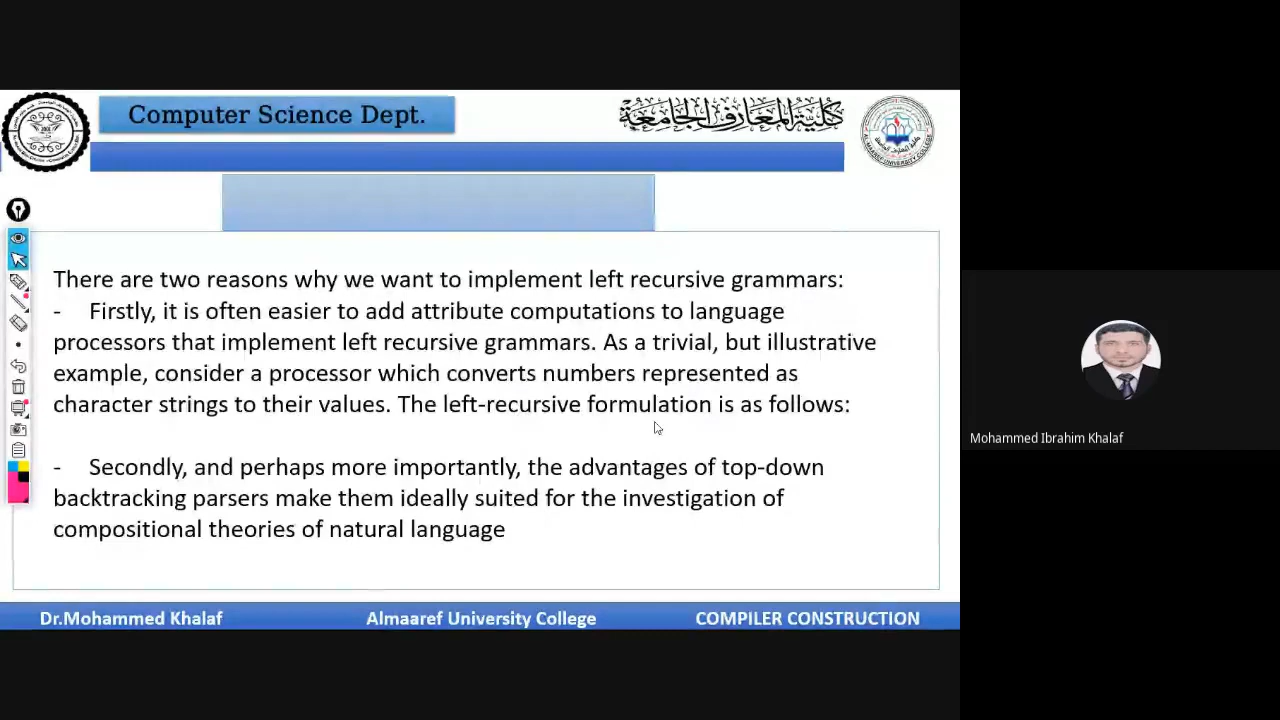 Computer Science Dept.
كلية المعارف الجامعة
There are two reasons why we want to implement left recursive grammars:
- Firstly, it is often easier to add attribute computations to language
processors that implement left recursive grammars. As a trivial, but illustrative
example, consider a processor which converts numbers represented as
character strings to their values. The left-recursive formulation is as follows:
- Secondly, and perhaps more importantly, the advantages of top-down
backtracking parsers make them ideally suited for the investigation of
compositional theories of natural language
Dr.Mohammed Khalaf
Almaaref University College
COMPILER CONSTRUCTION
Mohammed Ibrahim Khalaf